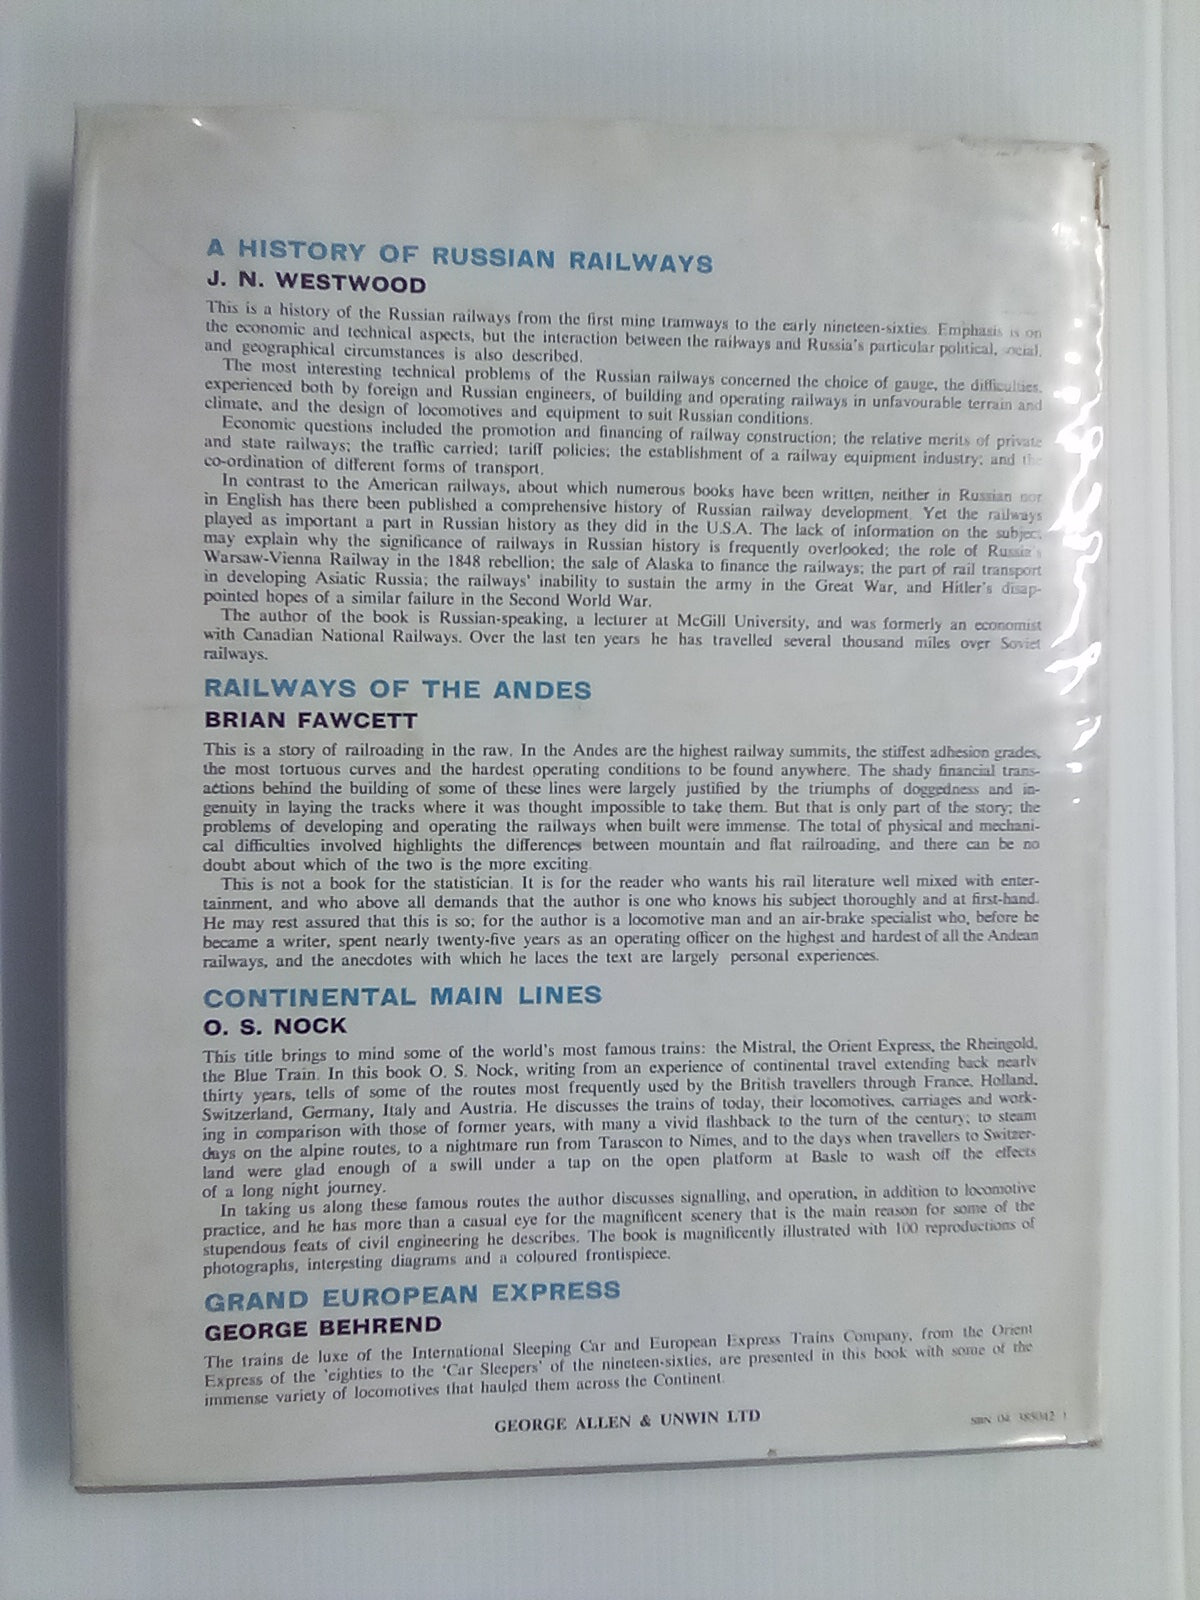 A HISTORY OF RUSSIAN RAILWAYS
J. N. WESTWOOD
This is a history of the Russian railways from the first mine tramways to the early nineteen-sixties. Emphasis is on
the economic and technical aspects, but the interaction between the railways and Russia's particular political, social,
and geographical circumstances is also described.
The most interesting technical problems of the Russian railways concerned the choice of gauge, the difficulties,
experienced both by foreign and Russian engineers, of building and operating railways in unfavourable terrain and
climate, and the design of locomotives and equipment to suit Russian conditions.
Economic questions included the promotion and financing of railway construction; the relative merits of private
and state railways; the traffic carried; tariff policies; the establishment of a railway equipment industry; and the
co-ordination of different forms of transport.
In contrast to the American railways, about which numerous books have been written, neither in Russian nor
in English has there been published a comprehensive history of Russian railway development. Yet the railways
played as important a part in Russian history as they did in the U.S.A. The lack of information on the subject
may explain why the significance of railways in Russian history is frequently overlooked; the role of Russia's
Warsaw-Vienna Railway in the 1848 rebellion; the sale of Alaska to finance the railways; the part of rail transport
in developing Asiatic Russia; the railways' inability to sustain the army in the Great War, and Hitler's disap-
pointed hopes of a similar failure in the Second World War.
The author of the book is Russian-speaking, a lecturer at McGill University, and was formerly an economist
with Canadian National Railways. Over the last ten years he has travelled several thousand miles over Soviet
railways.
RAILWAYS OF THE ANDES
BRIAN FAWCETT
This is a story of railroading in the raw. In the Andes are the highest railway summits, the stiffest adhesion grades,
the most tortuous curves and the hardest operating conditions to be found anywhere. The shady financial trans-
actions behind the building of some of these lines were largely justified by the triumphs of doggedness and in-
genuity in laying the tracks where it was thought impossible to take them. But that is only part of the story; the
problems of developing and operating the railways when built were immense. The total of physical and mechani-
cal difficulties involved highlights the differences between mountain and flat railroading, and there can be no
doubt about which of the two is the more exciting.
This is not a book for the statistician. It is for the reader who wants his rail literature well mixed with enter-
tainment, and who above all demands that the author is one who knows his subject thoroughly and at first-hand.
He may rest assured that this is so; for the author is a locomotive man and an air-brake specialist who, before he
became a writer, spent nearly twenty-five years as an operating officer on the highest and hardest of all the Andean
railways, and the anecdotes with which he laces the text are largely personal experiences.
CONTINENTAL MAIN LINES
O. S. NOCK
This title brings to mind some of the world's most famous trains: the Mistral, the Orient Express, the Rheingold,
the Blue Train. In this book O. S. Nock, writing from an experience of continental travel extending back nearly
thirty years, tells of some of the routes most frequently used by the British travellers through France, Holland,
Switzerland, Germany, Italy and Austria. He discusses the trains of today, their locomotives, carriages and work-
ing in comparison with those of former years, with many a vivid flashback to the turn of the century; to steam
days on the alpine routes, to a nightmare run from Tarascon to Nimes, and to the days when travellers to Switzer-
land were glad enough of a swill under a tap on the open platform at Basle to wash off the effects
of a long night journey.
In taking us along these famous routes the author discusses signalling, and operation, in addition to locomotive
practice, and he has more than a casual eye for the magnificent scenery that is the main reason for some of the
stupendous feats of civil engineering he describes. The book is magnificently illustrated with 100 reproductions of
photographs, interesting diagrams and a coloured frontispiece.
GRAND EUROPEAN EXPRESS
GEORGE BEHREND
The trains de luxe of the International Sleeping Car and European Express Trains Company, from the Orient
Express of the 'eighties to the 'Car Sleepers' of the nineteen-sixties, are presented in this book with some of the
immense variety of locomotives that hauled them across the Continent.
GEORGE ALLEN & UNWIN LTD
SBN 04 385042 1